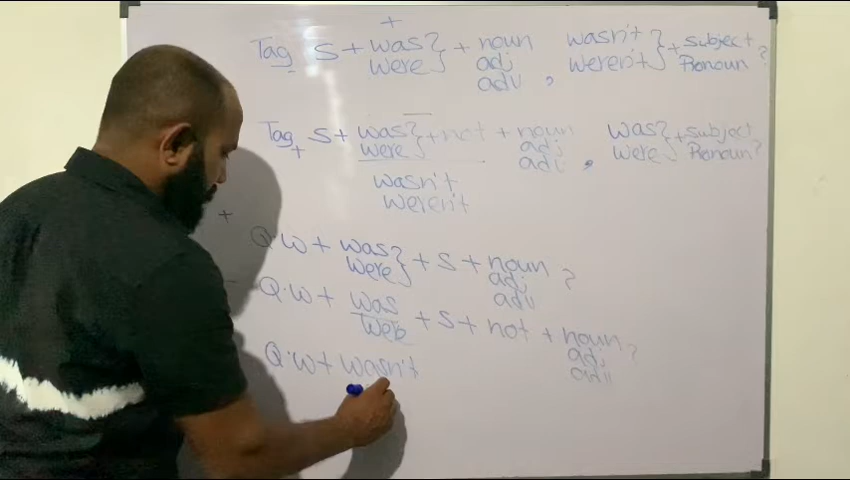 +
Tag S + was } + noun wasn't } + subject
- were } adj weren't } Pronoun ?
adv ,
Tag S + was } + not + noun was } + subject
+ were } adj were } Pronoun ?
adv ,
wasn't
weren't
+ Q.W + was } + S + noun ?
were } adj
adv
- Q.W + was + S + not + noun ?
were adj
adv
Q.W + wasn't